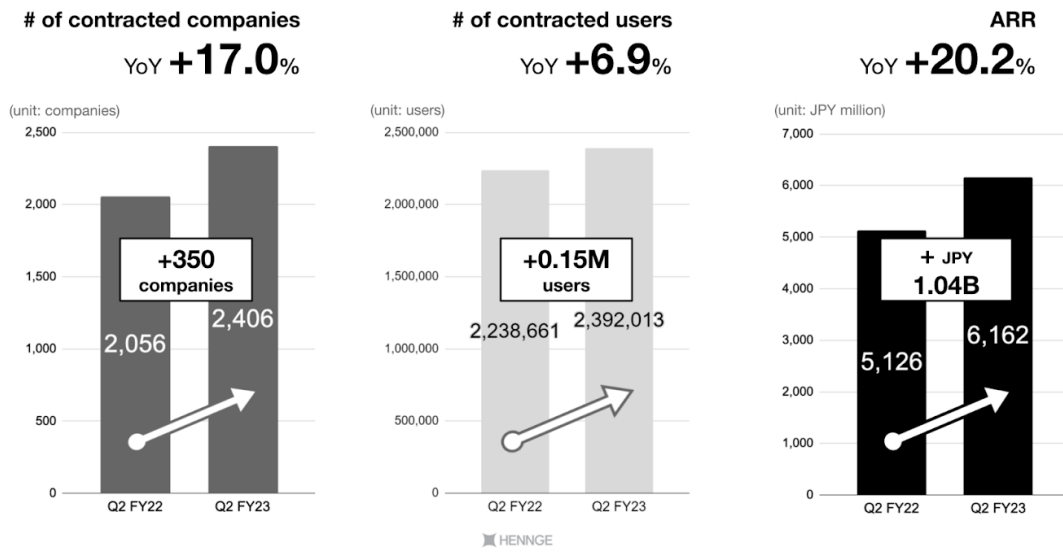 # of contracted companies
YoY +17.0%
(unit: companies)
2,500
2,000
1,500
1,000
500
0
+350
companies
2,056
2,406
Q2 FY22
Q2 FY23
# of contracted users
YoY +6.9%
(unit: users)
2,500,000
2,000,000
1,500,000
1,000,000
500,000
0
+0.15M
users
2,238,661
2,392,013
Q2 FY22
Q2 FY23
ARR
YoY +20.2%
(unit: JPY million)
7,000
6,000
5,000
4,000
3,000
2,000
1,000
0
+ JPY
1.04B
5,126
6,162
Q2 FY22
Q2 FY23
HENNGE